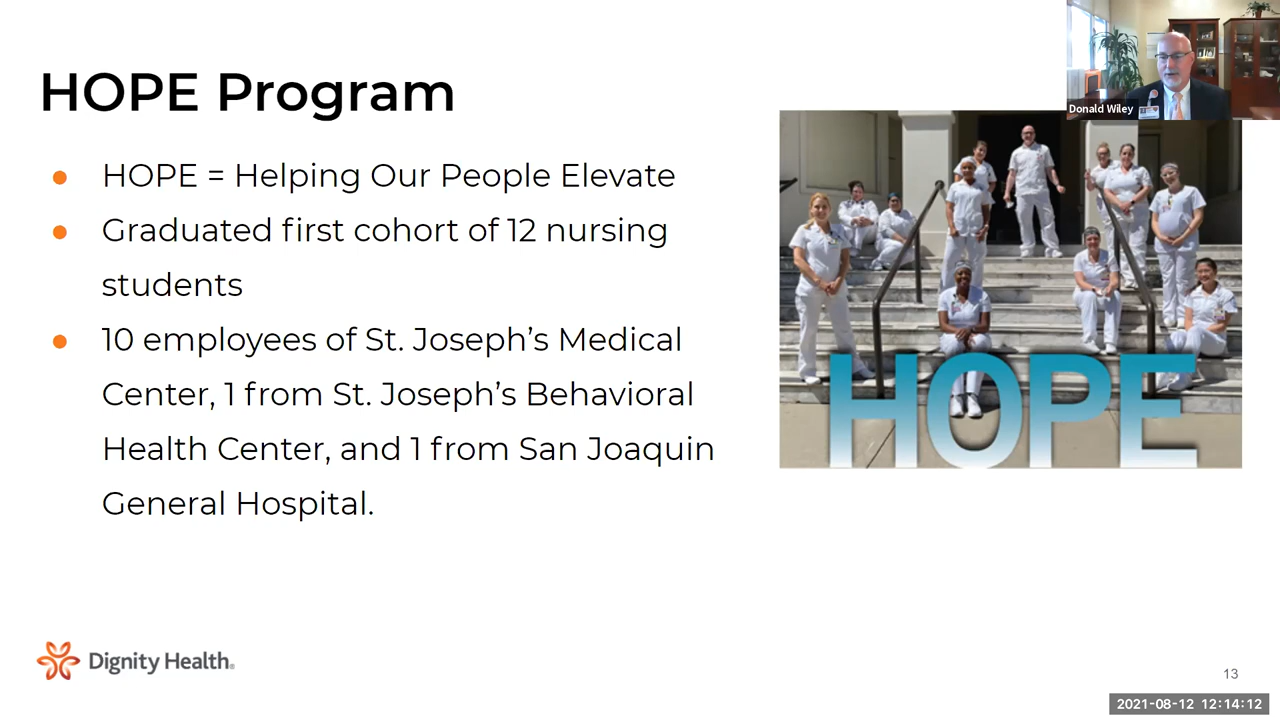 HOPE Program
Donald Wiley
● HOPE = Helping Our People Elevate
● Graduated first cohort of 12 nursing
students
● 10 employees of St. Joseph’s Medical
Center, 1 from St. Joseph’s Behavioral
Health Center, and 1 from San Joaquin
General Hospital.
HOPE
Dignity Health.
13
2021-08-12 12:14:12